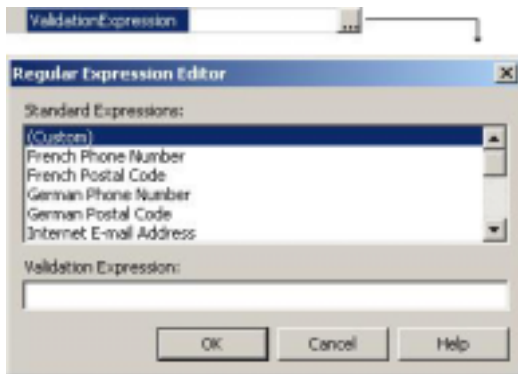 ValidationExpression
...
Regular Expression Editor
Standard Expressions:
(Custom)
French Phone Number
French Postal Code
German Phone Number
German Postal Code
Internet E-mail Address
Validation Expression:
OK Cancel Help